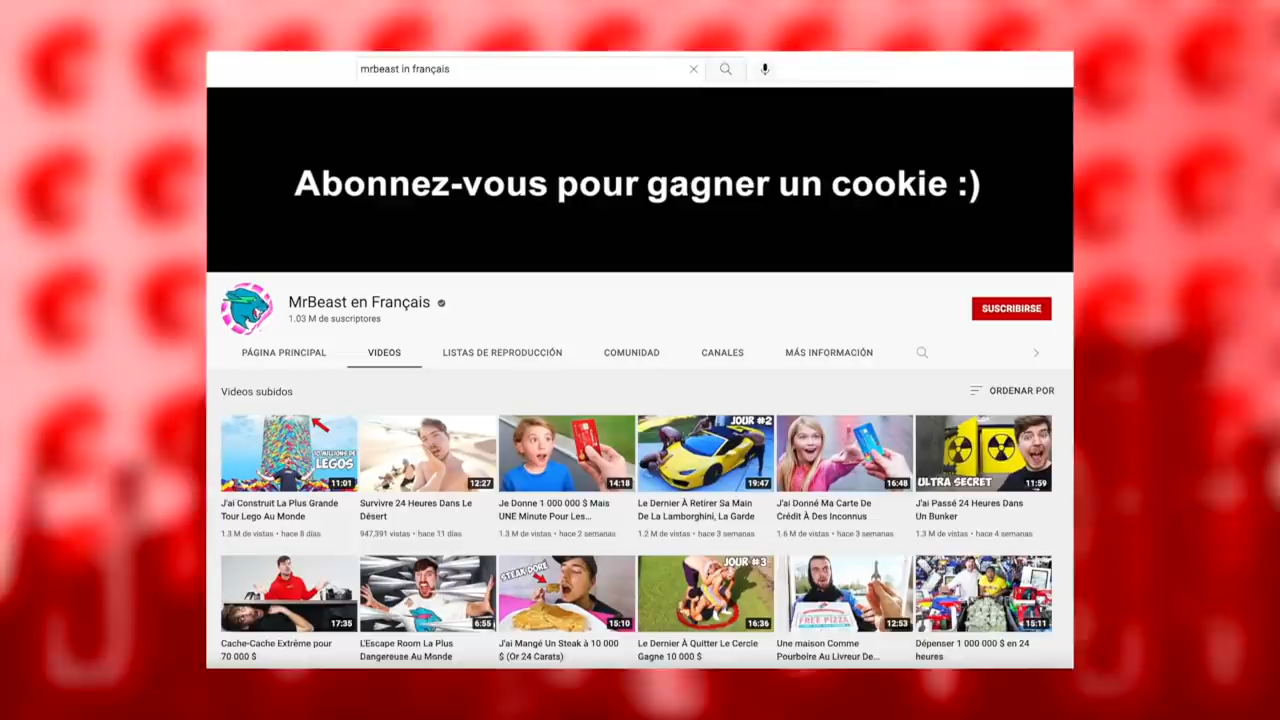 mrbeast in français
Abonnez-vous pour gagner un cookie :)
MrBeast en Français
1.03 M de suscriptores
SUSCRIBIRSE
PÁGINA PRINCIPAL VIDEOS LISTAS DE REPRODUCCIÓN COMUNIDAD CANALES MÁS INFORMACIÓN
Videos subidos
ORDENAR POR
10 MILLIONS DE
LEGOS
11:01
J'ai Construit La Plus Grande
Tour Lego Au Monde
1.3 M de vistas • hace 8 días
12:27
Survivre 24 Heures Dans Le
Désert
947,391 vistas • hace 11 días
14:18
Je Donne 1 000 000 $ Mais
UNE Minute Pour Les...
1.3 M de vistas • hace 2 semanas
JOUR #2
19:47
Le Dernier À Retirer Sa Main
De La Lamborghini, La Garde
1.2 M de vistas • hace 3 semanas
16:48
J'ai Donné Ma Carte De
Crédit À Des Inconnus
1.6 M de vistas • hace 3 semanas
ULTRA SECRET
11:59
J'ai Passé 24 Heures Dans
Un Bunker
1.3 M de vistas • hace 4 semanas
17:35
Cache-Cache Extrême pour
70 000 $
6:55
L'Escape Room La Plus
Dangereuse Au Monde
STEAK DORÉ
15:10
J'ai Mangé Un Steak à 10 000
$ (Or 24 Carats)
JOUR #3
16:36
Le Dernier À Quitter Le Cercle
Gagne 10 000 $
FREE PIZZA
12:53
Une maison Comme
Pourboire Au Livreur De...
15:11
Dépenser 1 000 000 $ en 24
heures